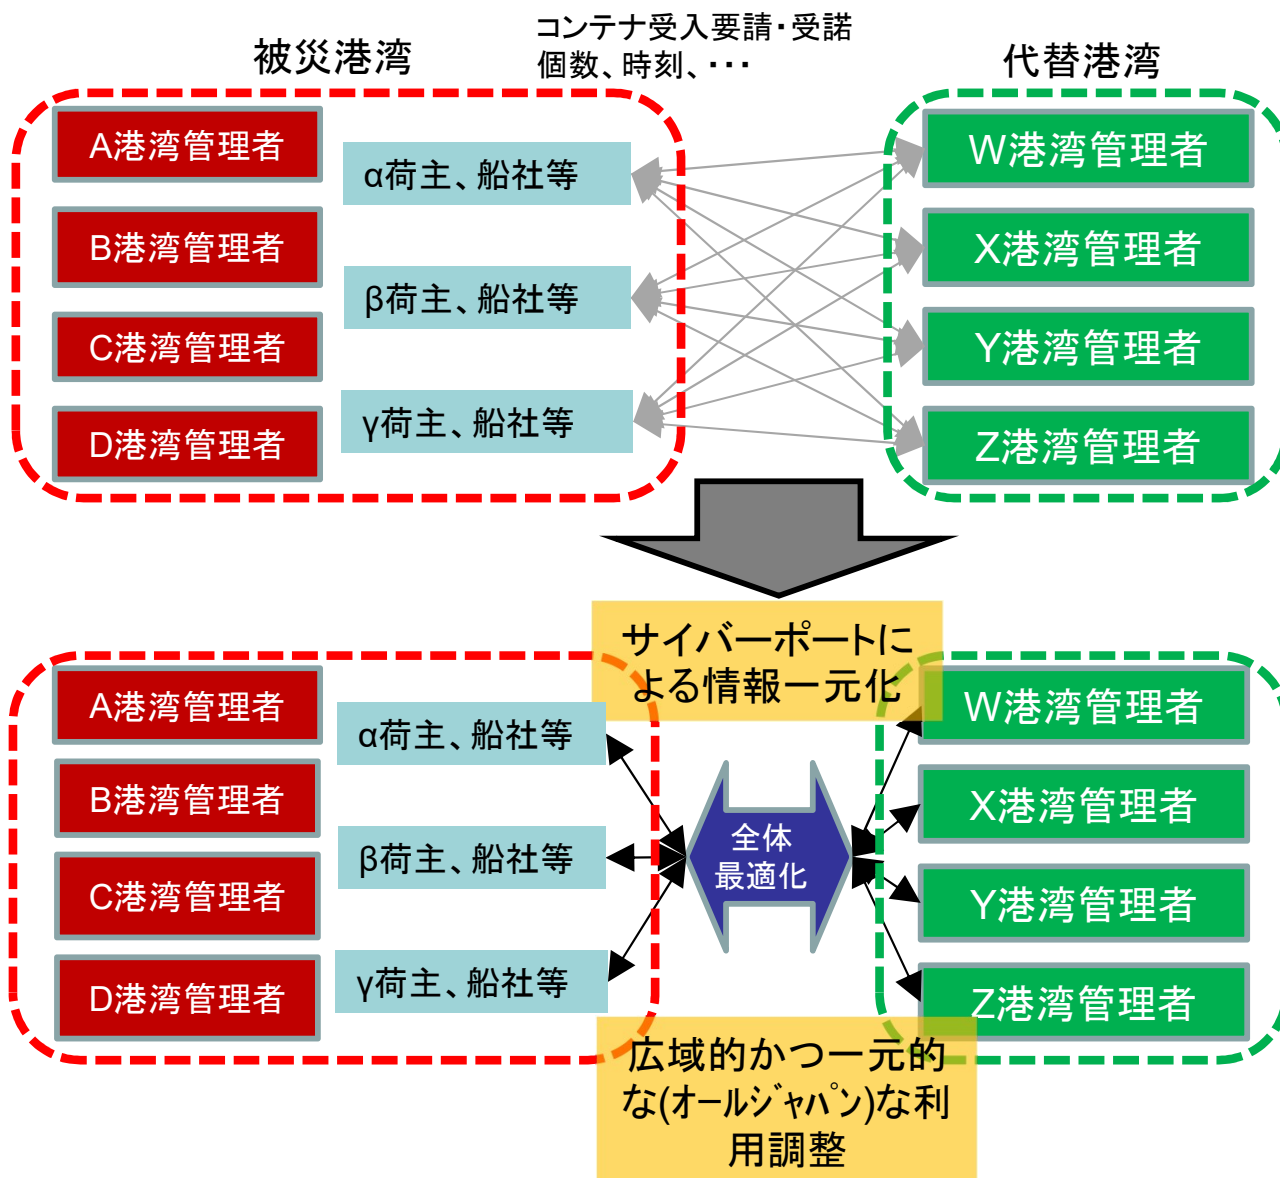 被災港湾
コンテナ受入要請・受諾
個数、時刻、・・・
代替港湾
A港湾管理者
B港湾管理者
C港湾管理者
D港湾管理者
α荷主、船社等
β荷主、船社等
γ荷主、船社等
W港湾管理者
X港湾管理者
Y港湾管理者
Z港湾管理者
サイバーポートに
よる情報一元化
A港湾管理者
B港湾管理者
C港湾管理者
D港湾管理者
α荷主、船社等
β荷主、船社等
γ荷主、船社等
全体
最適化
W港湾管理者
X港湾管理者
Y港湾管理者
Z港湾管理者
広域的かつ一元的
な(ｵｰﾙｼﾞｬﾊﾟﾝ)な利
用調整